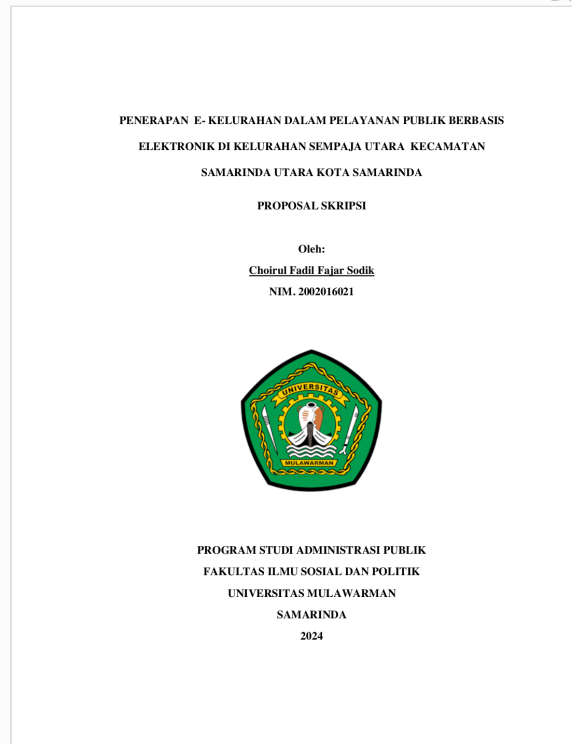 PENERAPAN E- KELURAHAN DALAM PELAYANAN PUBLIK BERBASIS
ELEKTRONIK DI KELURAHAN SEMPAJA UTARA KECAMATAN
SAMARINDA UTARA KOTA SAMARINDA
PROPOSAL SKRIPSI
Oleh:
Choirul Fadil Fajar Sodik
NIM. 2002016021
UNIVERSITAS
MULAWARMAN
PROGRAM STUDI ADMINISTRASI PUBLIK
FAKULTAS ILMU SOSIAL DAN POLITIK
UNIVERSITAS MULAWARMAN
SAMARINDA
2024